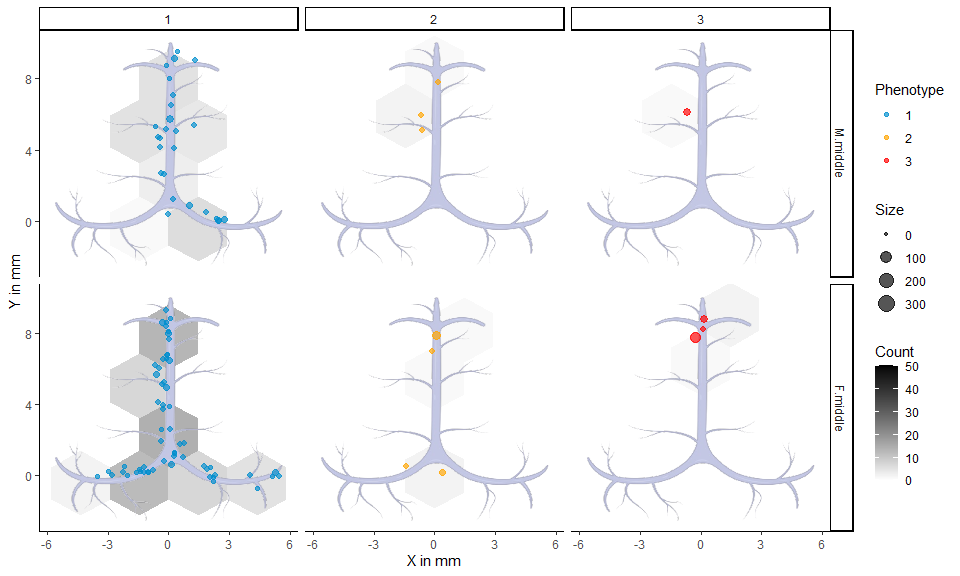 1 2 3
8
4
0
M.middle
8
4
0
F.middle
Y in mm
-6 -3 0 3 6 -6 -3 0 3 6 -6 -3 0 3 6
X in mm
Phenotype
1
2
3
Size
0
100
200
300
Count
50
40
30
20
10
0